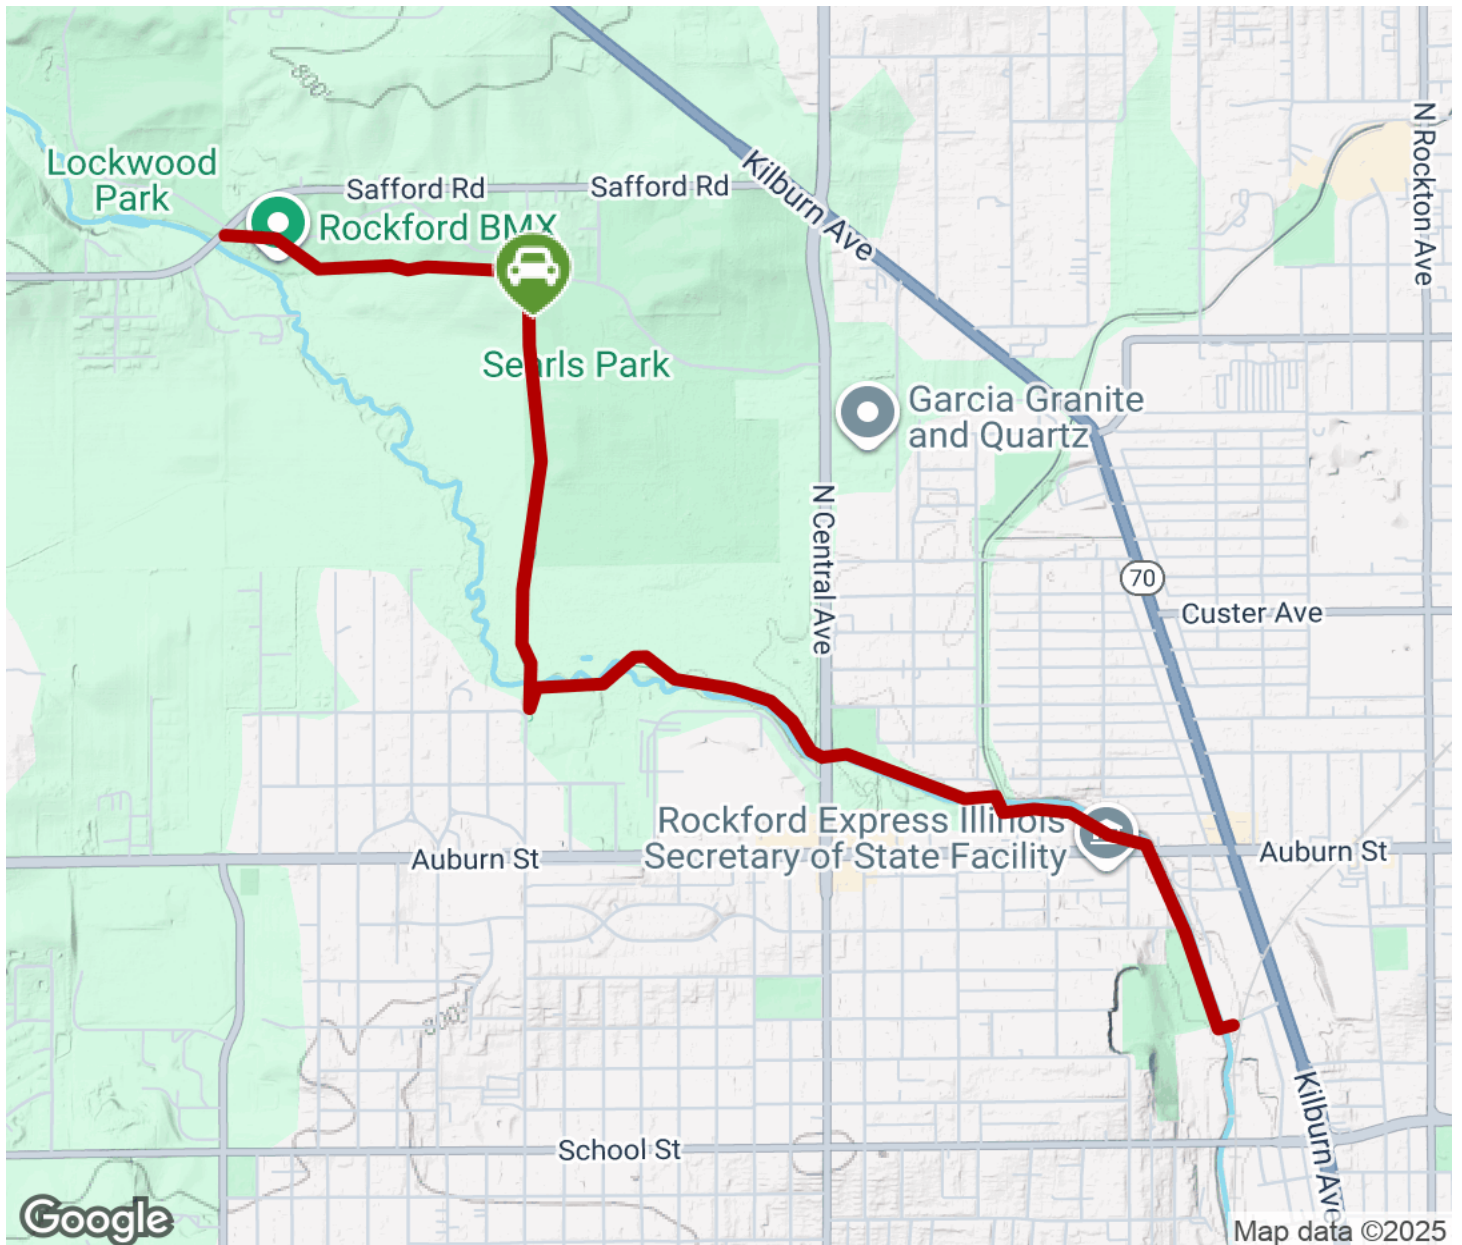 800'
N Rockton Ave
Kilburn Ave
Lockwood
Park
Safford Rd
Safford Rd
Rockford BMX
Searls Park
Garcia Granite
and Quartz
N Central Ave
70
Custer Ave
Rockford Express Illinois
Secretary of State Facility
Auburn St
Auburn St
800'
Kilburn Ave
School St
Google
Map data ©2025